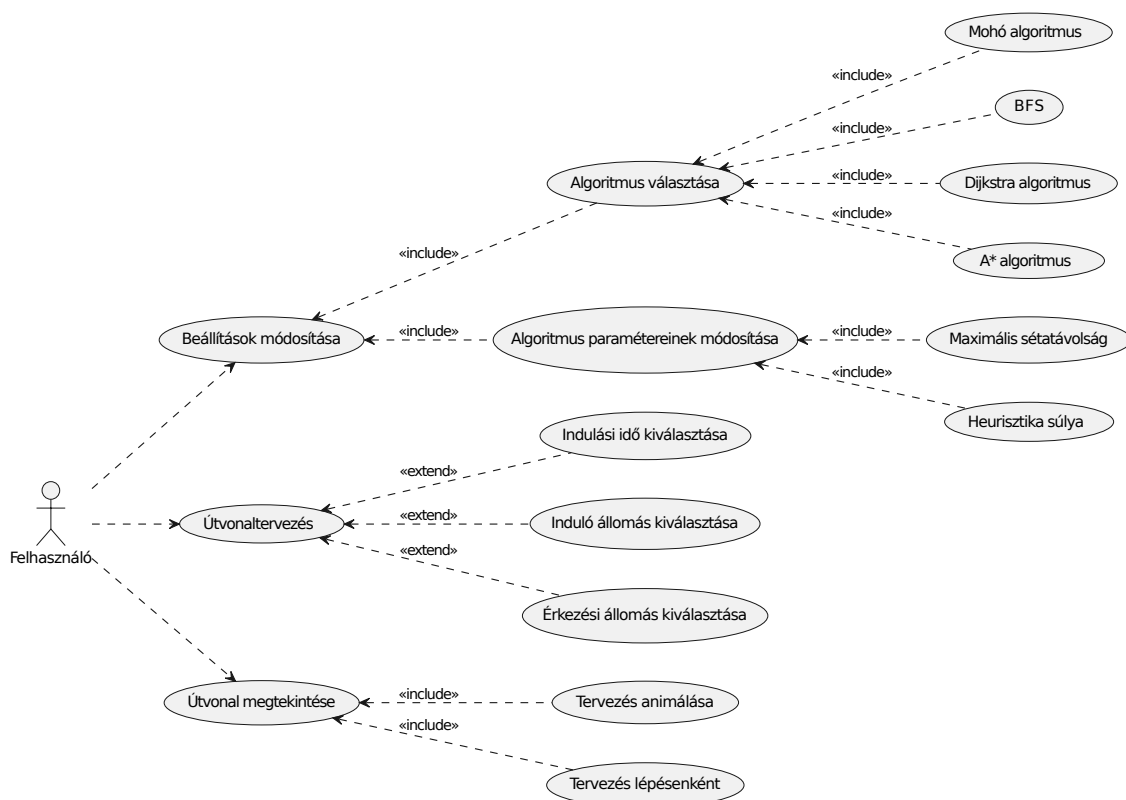 Mohó algoritmus
«include»
BFS
«include»
Algoritmus választása
«include»
Dijkstra algoritmus
«include»
A* algoritmus
«include»
Beállítások módosítása
«include»
Algoritmus paramétereinek módosítása
«include»
Maximális sétatávolság
«include»
Heurisztika súlya
Indulási idő kiválasztása
«extend»
Útvonaltervezés
«extend»
Induló állomás kiválasztása
«extend»
Felhasználó
Érkezési állomás kiválasztása
Útvonal megtekintése
«include»
Tervezés animálása
«include»
Tervezés lépésenként